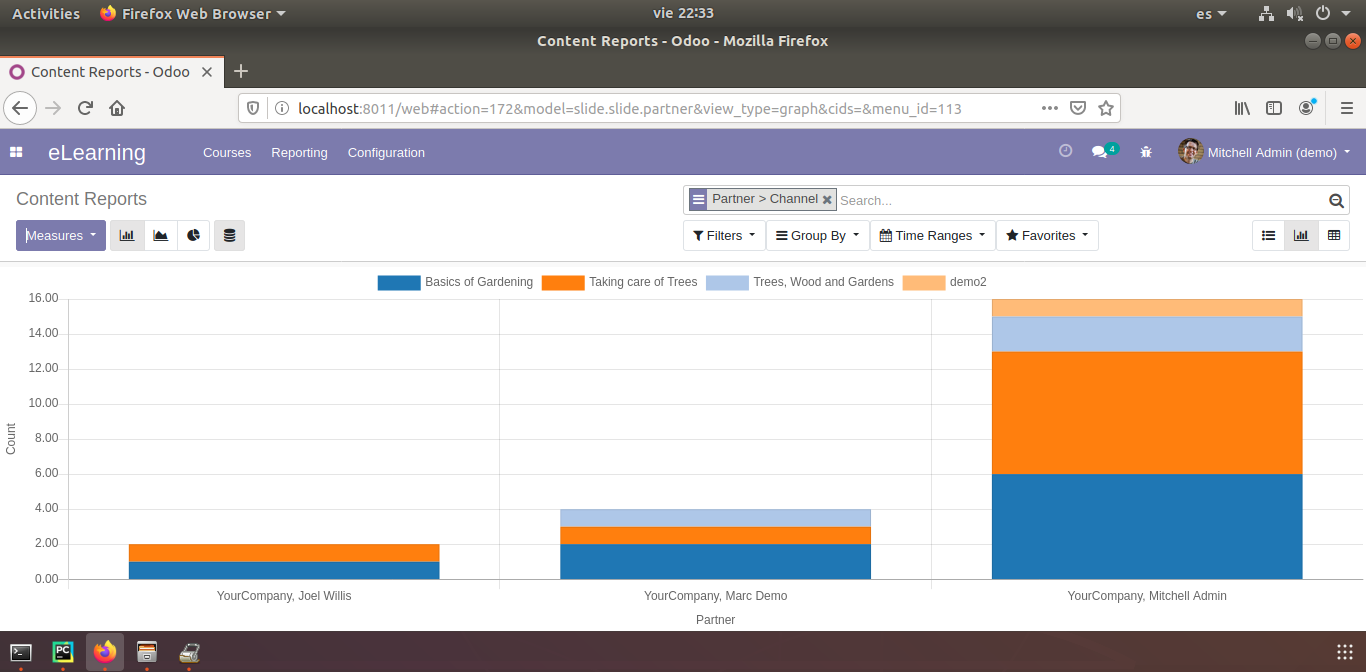 Activities Firefox Web Browser vie 22:33 es
Content Reports - Odoo - Mozilla Firefox
Content Reports - Odoo
localhost:8011/web#action=172&model=slide.slide.partner&view_type=graph&cids=&menu_id=113
eLearning Courses Reporting Configuration 4 Mitchell Admin (demo)
Content Reports Partner > Channel Search...
Measures Filters Group By Time Ranges Favorites
Basics of Gardening Taking care of Trees Trees, Wood and Gardens demo2
16.00
14.00
12.00
10.00
8.00
Count
6.00
4.00
2.00
0.00
YourCompany, Joel Willis YourCompany, Marc Demo YourCompany, Mitchell Admin
Partner
PC